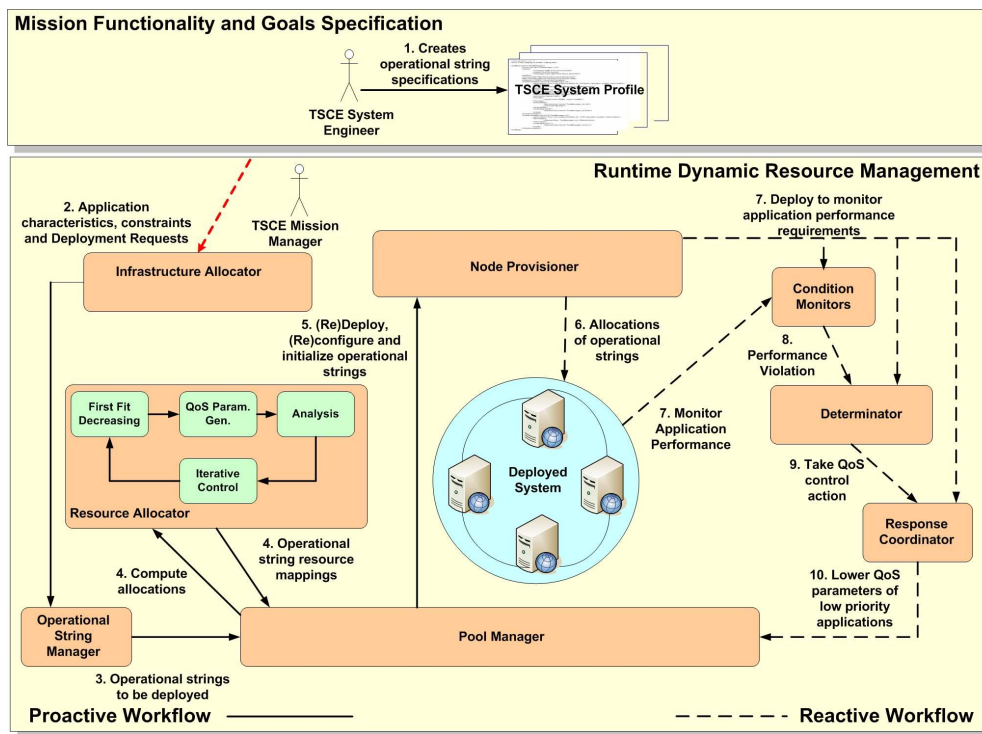 Mission Functionality and Goals Specification
1. Creates
operational string
specifications
TSCE System Profile
TSCE System
Engineer
Runtime Dynamic Resource Management
2. Application
characteristics, constraints
and Deployment Requests
TSCE Mission
Manager
7. Deploy to monitor
application performance
requirements
Infrastructure Allocator
Node Provisioner
Condition
Monitors
5. (Re)Deploy,
(Re)configure and
initialize operational
strings
6. Allocations
of operational
strings
8.
Performance
Violation
First Fit
Decreasing
QoS Param.
Gen.
Analysis
Iterative
Control
Resource Allocator
Deployed
System
7. Monitor
Application
Performance
Determinator
9. Take QoS
control
action
Response
Coordinator
4. Compute
allocations
4. Operational
string resource
mappings
10. Lower QoS
parameters of
low priority
applications
Operational
String
Manager
Pool Manager
3. Operational strings
to be deployed
Proactive Workflow
Reactive Workflow